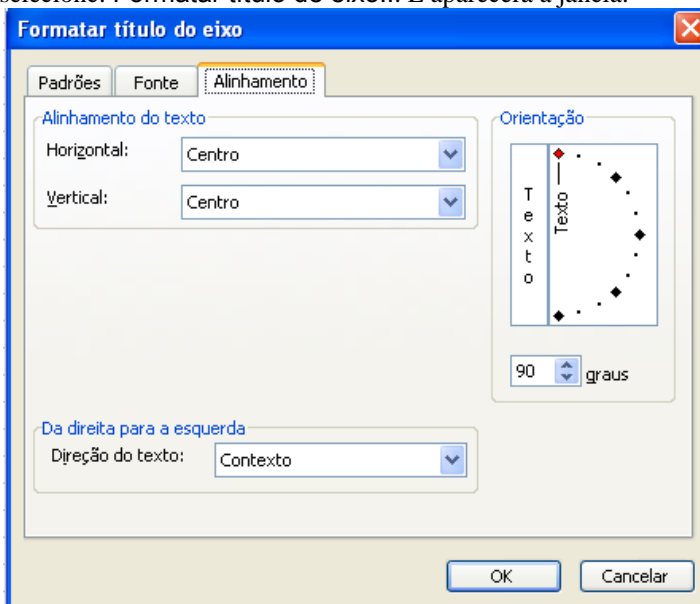 selecione: Formatar título do eixo... E aparecerá a janela:
Formatar título do eixo
Padrões Fonte Alinhamento
Alinhamento do texto
Horizontal: Centro
Vertical: Centro
Orientação
Texto
Texto
90 graus
Da direita para a esquerda
Direção do texto: Contexto
OK Cancelar